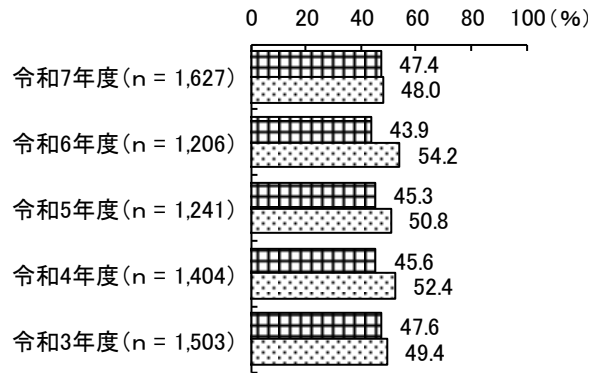 0 20 40 60 80 100(%)
令和7年度(n = 1,627) 47.4
48.0
令和6年度(n = 1,206) 43.9
54.2
令和5年度(n = 1,241) 45.3
50.8
令和4年度(n = 1,404) 45.6
52.4
令和3年度(n = 1,503) 47.6
49.4